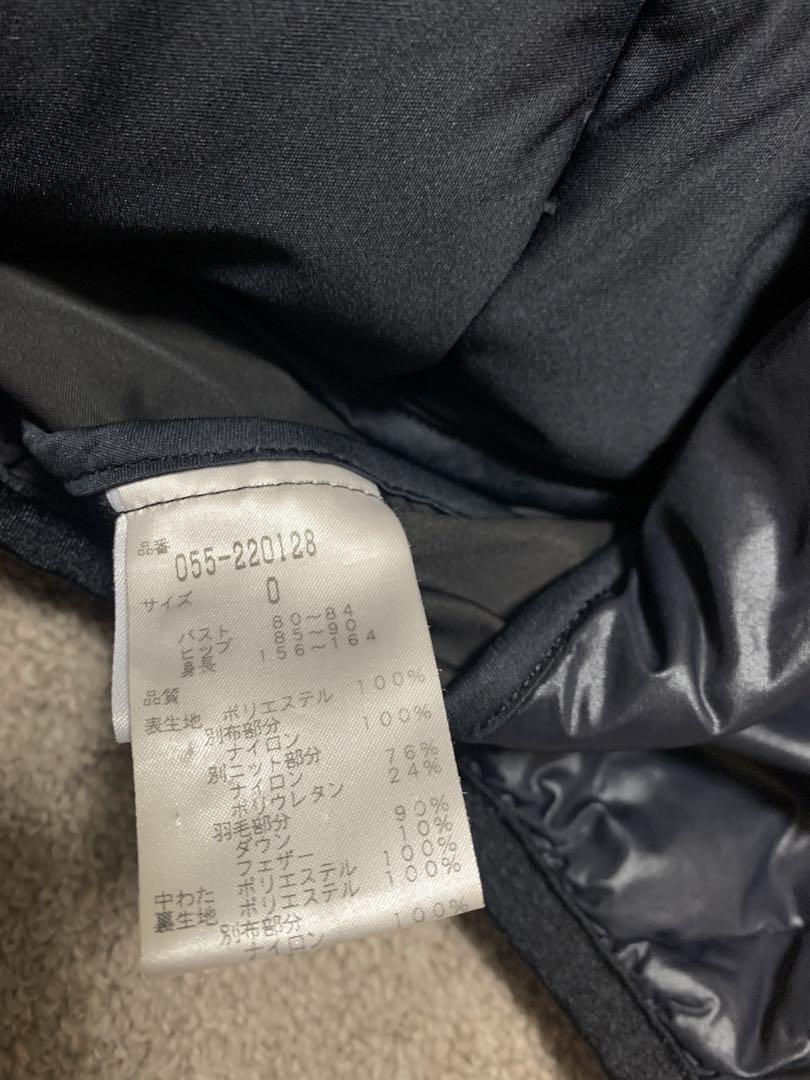 品番 055-220128
サイズ 0
バスト 80～84
ヒップ 85～90
身長 156～164
品質
表生地 ポリエステル 100%
別布部分
ナイロン 100%
別ニット部分
ナイロン 76%
ポリウレタン 24%
羽毛部分
ダウン 90%
フェザー 10%
中わた ポリエステル 100%
裏生地 ポリエステル 100%
別布部分
ナイロン 100%